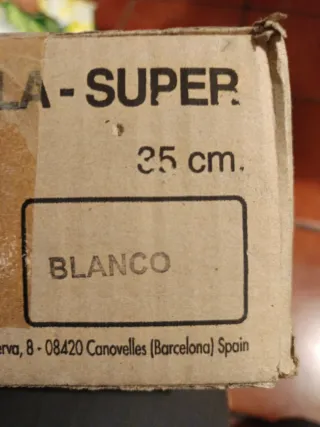 LA - SUPER
35 cm.
BLANCO
erva, 8 - 08420 Canovelles (Barcelona) Spain